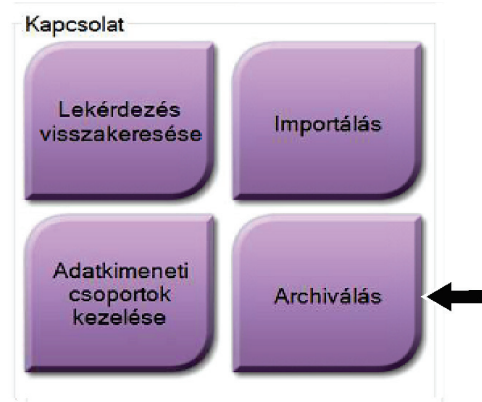 Kapcsolat
Lekérdezés
visszakeresése
Importálás
Adatkimeneti
csoportok
kezelése
Archiválás